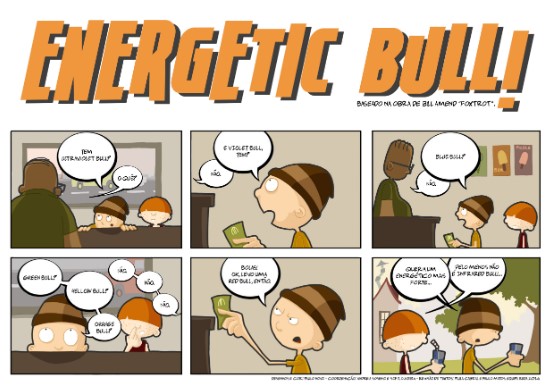 ENERGETIC BULL!
BASEADO NA OBRA DE BILL AMEND "FOXTROT".
TEM
ULTRAVIOLET BULL?
O QUÊ?
E VIOLET BULL,
TEM?
NÃO.
BLUE BULL?
NÃO.
GREEN BULL?
NÃO.
YELLOW BULL?
NÃO.
ORANGE
BULL?
NÃO.
OK, LEVO UMA
RED BULL, ENTÃO.
QUERIA UM
ENERGÉTICO MAIS
FORTE...
PELO MENOS NÃO
É INFRARED BULL!